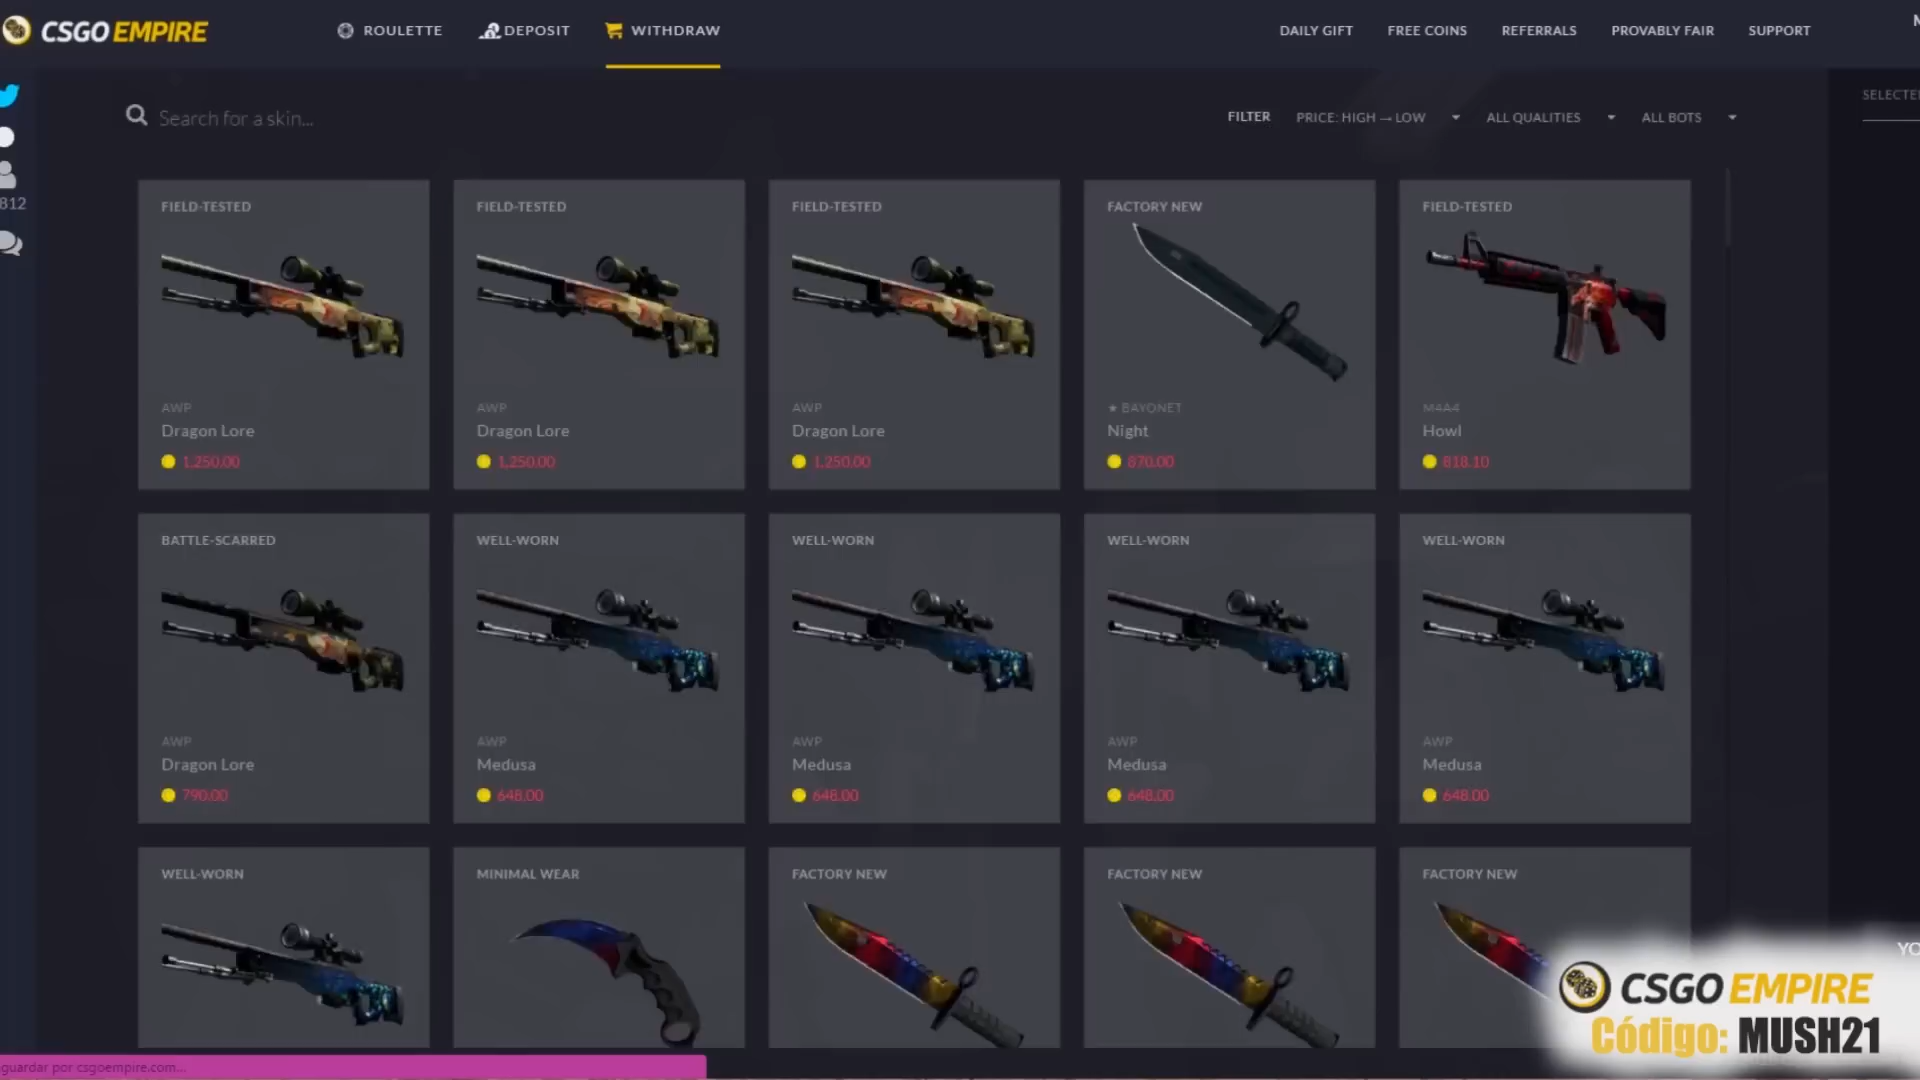 CSGOEMPIRE
ROULETTE
DEPOSIT
WITHDRAW
DAILY GIFT
FREE COINS
REFERRALS
PROVABLY FAIR
SUPPORT
812
Search for a skin...
FILTER
PRICE: HIGH → LOW
ALL QUALITIES
ALL BOTS
FIELD-TESTED
AWP
Dragon Lore
1,250.00
FIELD-TESTED
AWP
Dragon Lore
1,250.00
FIELD-TESTED
AWP
Dragon Lore
1,250.00
FACTORY NEW
★ BAYONET
Night
870.00
FIELD-TESTED
M4A4
Howl
818.10
BATTLE-SCARRED
AWP
Dragon Lore
790.00
WELL-WORN
AWP
Medusa
648.00
WELL-WORN
AWP
Medusa
648.00
WELL-WORN
AWP
Medusa
648.00
WELL-WORN
AWP
Medusa
648.00
WELL-WORN
MINIMAL WEAR
FACTORY NEW
FACTORY NEW
FACTORY NEW
CSGO EMPIRE
Código: MUSH21
guardar por csgoempire.com...